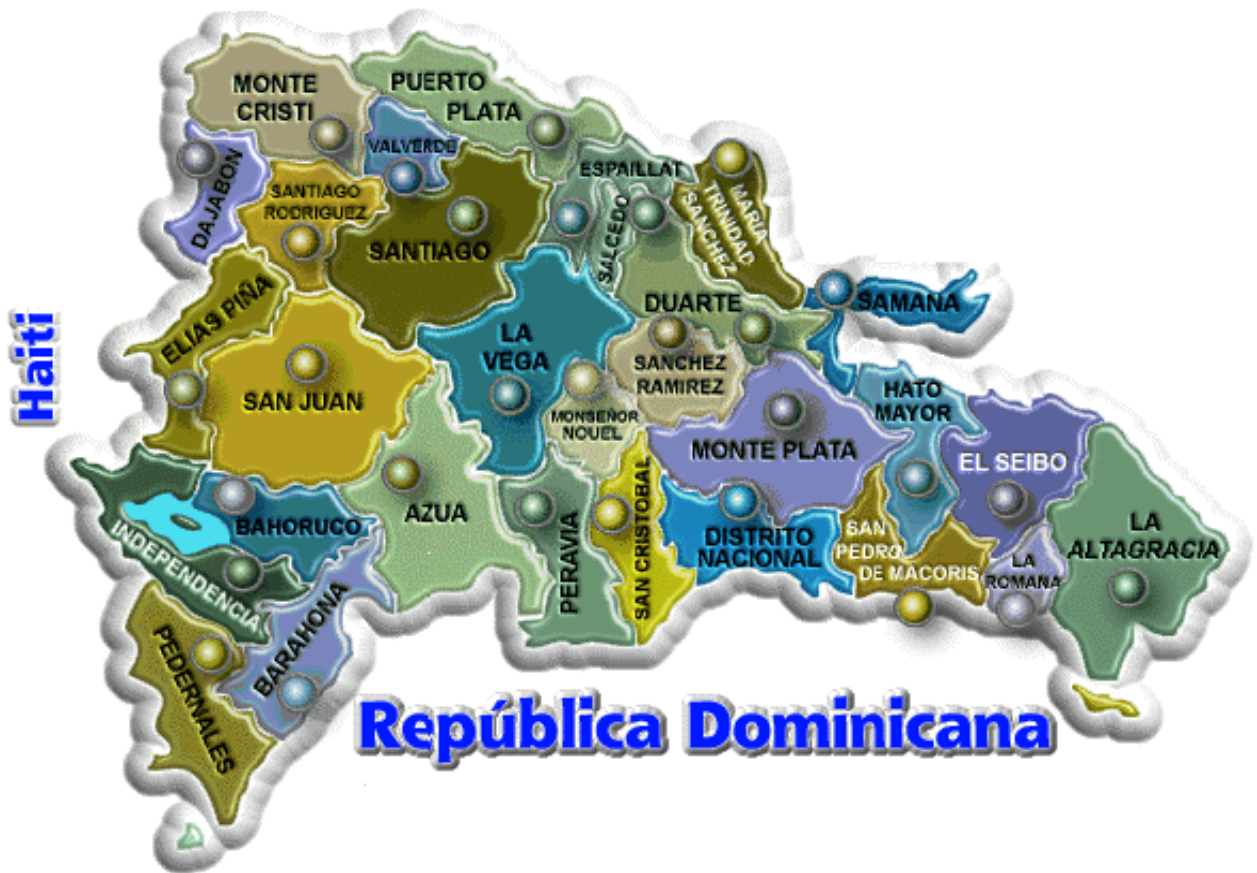 MONTE
CRISTI
PUERTO
PLATA
VALVERDE
ESPAILLAT
MARIA
TRINIDAD
SANCHEZ
DAJABON
SANTIAGO
RODRIGUEZ
SANTIAGO
SALCEDO
ELIAS PIÑA
DUARTE
SAMANA
LA
VEGA
SANCHEZ
RAMIREZ
HATO
MAYOR
Haiti
SAN JUAN
MONSEÑOR
NOUEL
MONTE PLATA
EL SEIBO
BAHORUCO
AZUA
PERAVIA
SAN CRISTOBAL
DISTRITO
NACIONAL
SAN
PEDRO
DE MACORIS
LA
ROMANA
LA
ALTAGRACIA
INDEPENDENCIA
BARAHONA
PEDERNALES
República Dominicana